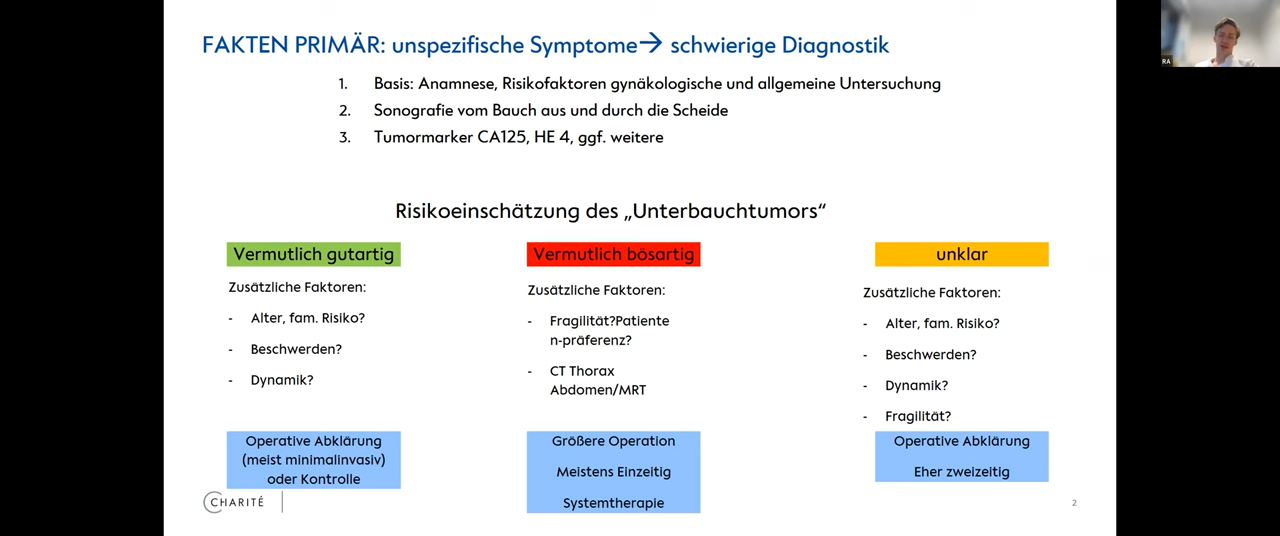 FAKTEN PRIMÄR: unspezifische Symptome→ schwierige Diagnostik
1. Basis: Anamnese, Risikofaktoren gynäkologische und allgemeine Untersuchung
2. Sonografie vom Bauch aus und durch die Scheide
3. Tumormarker CA125, HE 4, ggf. weitere
Risikoeinschätzung des „Unterbauchtumors“
Vermutlich gutartig
Zusätzliche Faktoren:
- Alter, fam. Risiko?
- Beschwerden?
- Dynamik?
Operative Abklärung
(meist minimalinvasiv)
oder Kontrolle
Vermutlich bösartig
Zusätzliche Faktoren:
- Fragilität?Patiente
n-präferenz?
- CT Thorax
Abdomen/MRT
Größere Operation
Meistens Einzeitig
Systemtherapie
unklar
Zusätzliche Faktoren:
- Alter, fam. Risiko?
- Beschwerden?
- Dynamik?
- Fragilität?
Operative Abklärung
Eher zweizeitig
CHARITÉ
2
RA